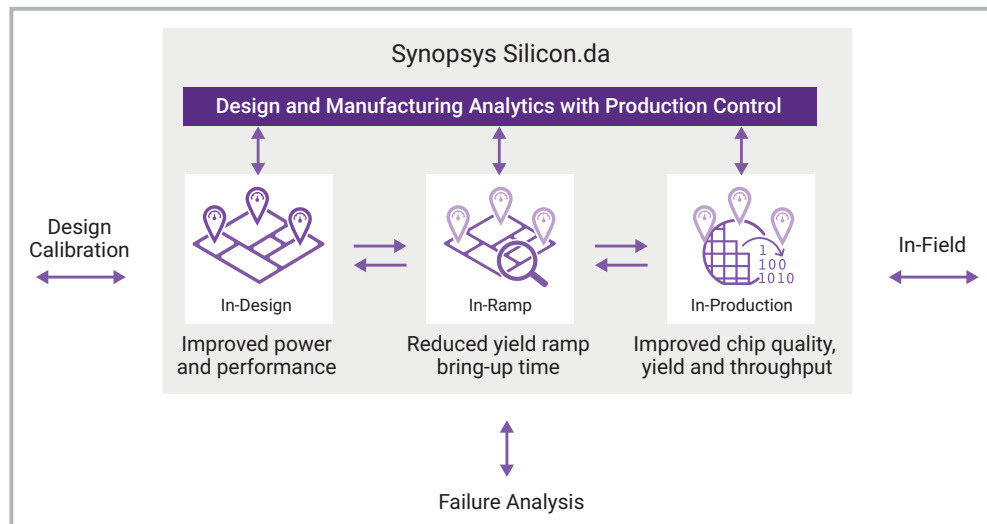 Synopsys Silicon.da
Design and Manufacturing Analytics with Production Control
Design
Calibration
In-Design
Improved power
and performance
In-Ramp
Reduced yield ramp
bring-up time
1
100
1010
In-Production
Improved chip quality,
yield and throughput
In-Field
Failure Analysis